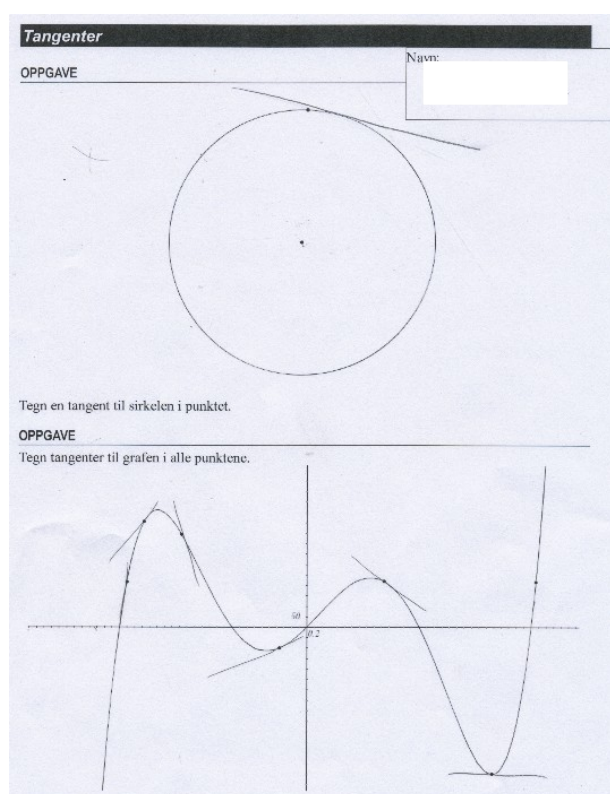 Tangenter
Navn:
OPPGAVE
Tegn en tangent til sirkelen i punktet.
OPPGAVE
Tegn tangenter til grafen i alle punktene.
50
0.2